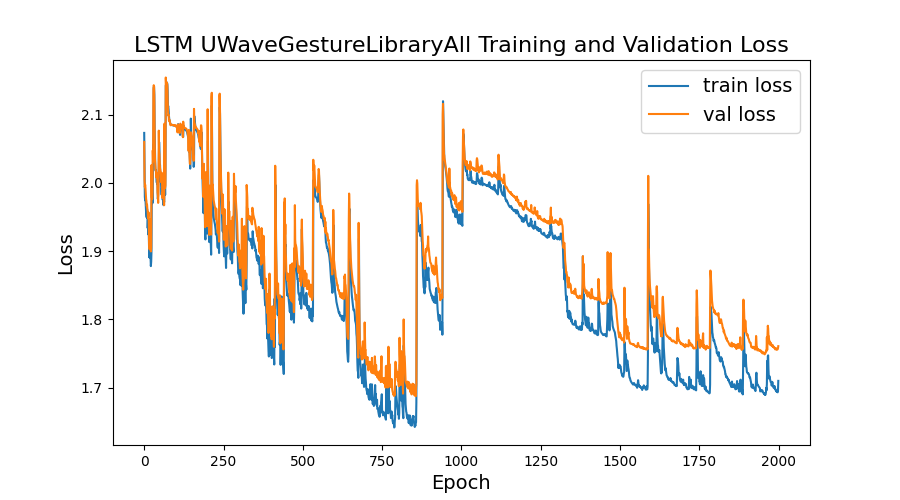 LSTM UWaveGestureLibraryAll Training and Validation Loss
train loss
val loss
2.1
2.0
1.9
1.8
1.7
Loss
0 250 500 750 1000 1250 1500 1750 2000
Epoch